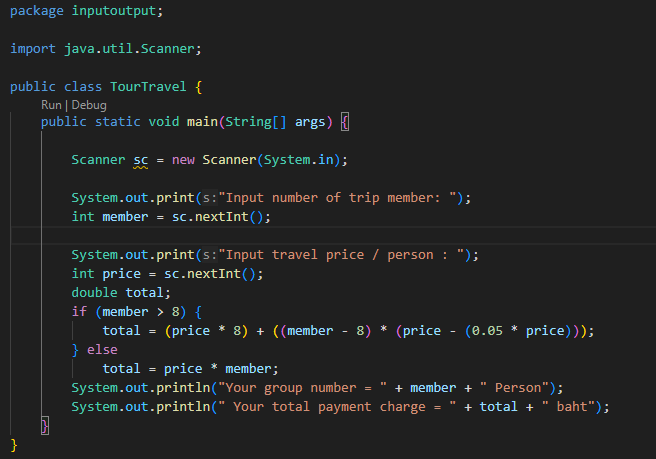 package inputoutput;
import java.util.Scanner;
public class TourTravel {
Run | Debug
public static void main(String[] args) {
Scanner sc = new Scanner(System.in);
System.out.print(s:"Input number of trip member: ");
int member = sc.nextInt();
System.out.print(s:"Input travel price / person : ");
int price = sc.nextInt();
double total;
if (member > 8) {
total = (price * 8) + ((member - 8) * (price - (0.05 * price)));
} else
total = price * member;
System.out.println("Your group number = " + member + " Person");
System.out.println(" Your total payment charge = " + total + " baht");
}
}